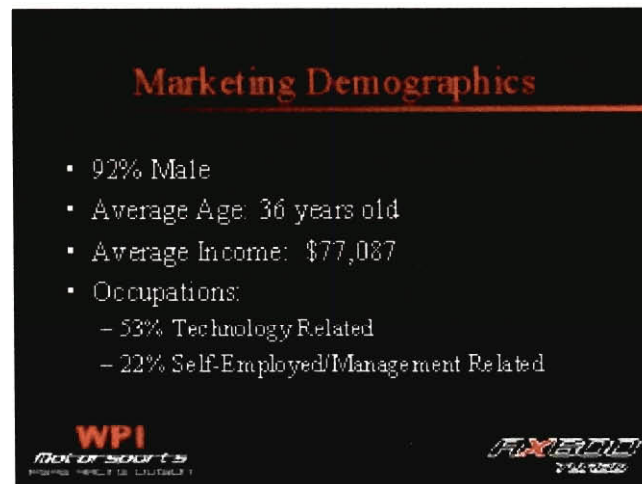 Marketing Demographics
▪ 92% Male
▪ Average Age: 36 years old
▪ Average Income: $77,087
▪ Occupations:
– 53% Technology Related
– 22% Self-Employed/Management Related
WPI
Motorsports
AX600